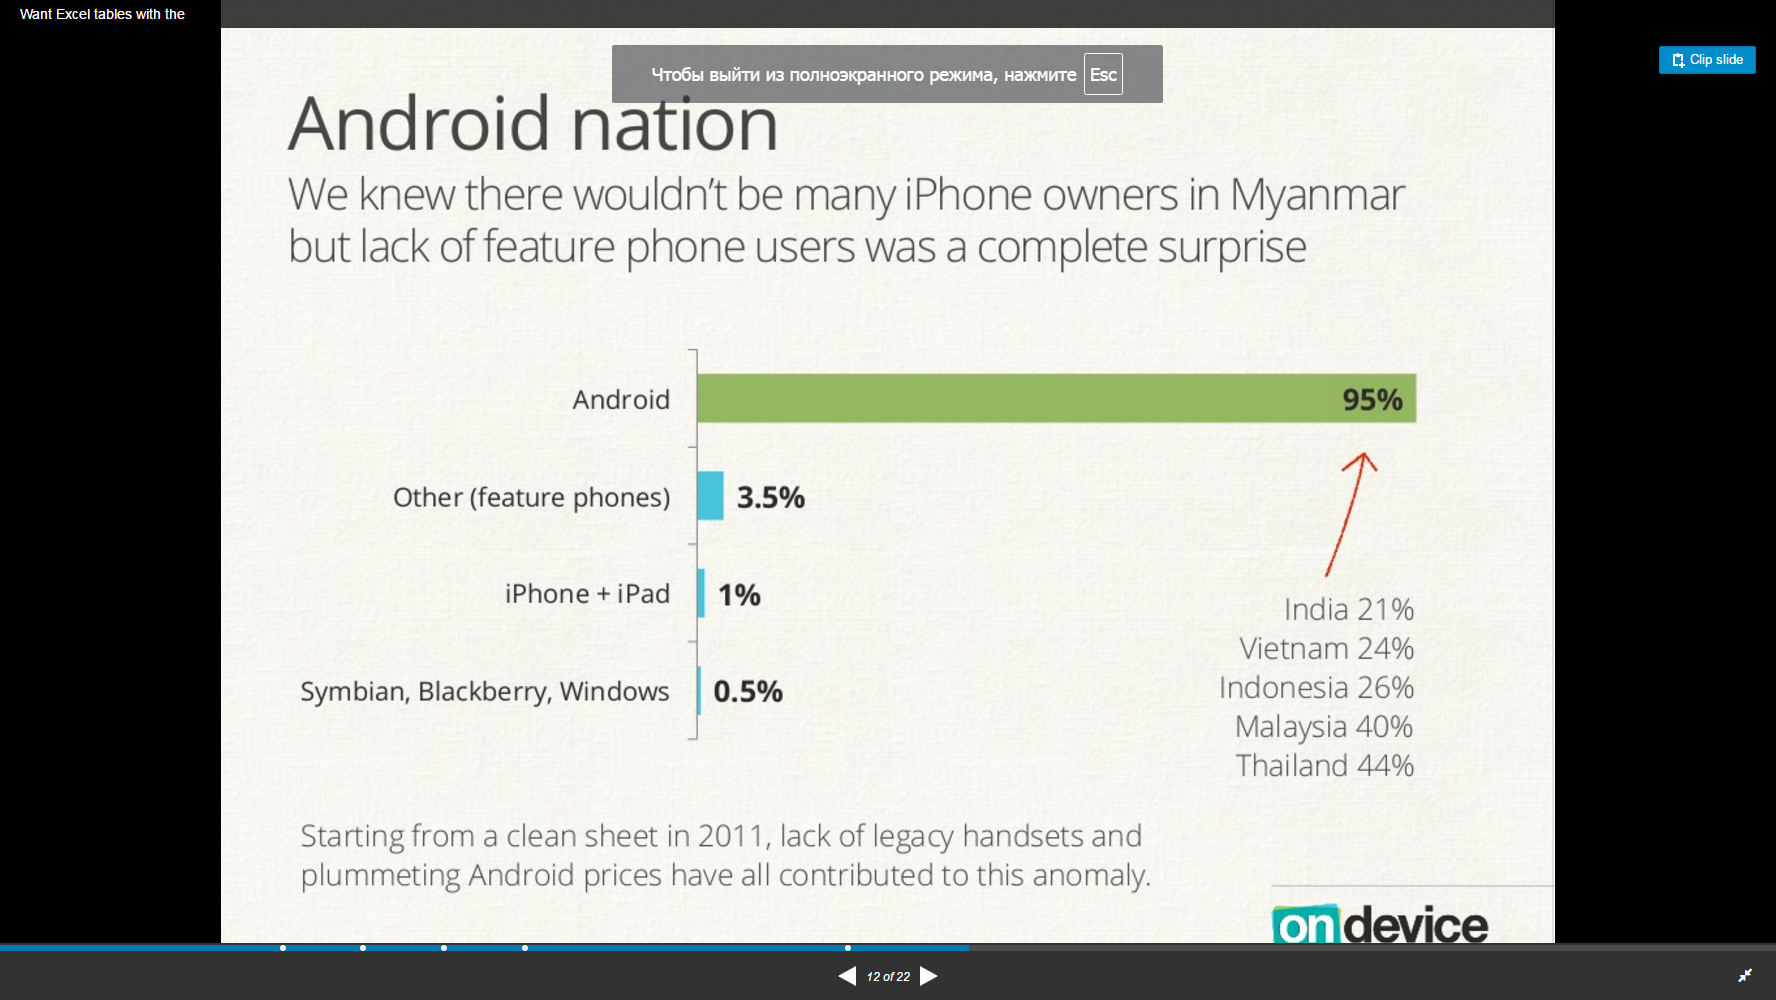 Want Excel tables with the
Clip slide
Чтобы выйти из полноэкранного режима, нажмите Esc
Android nation
We knew there wouldn't be many iPhone owners in Myanmar
but lack of feature phone users was a complete surprise
Android 95%
Other (feature phones) 3.5%
iPhone + iPad 1%
Symbian, Blackberry, Windows 0.5%
India 21%
Vietnam 24%
Indonesia 26%
Malaysia 40%
Thailand 44%
Starting from a clean sheet in 2011, lack of legacy handsets and
plummeting Android prices have all contributed to this anomaly.
on device
12 of 22